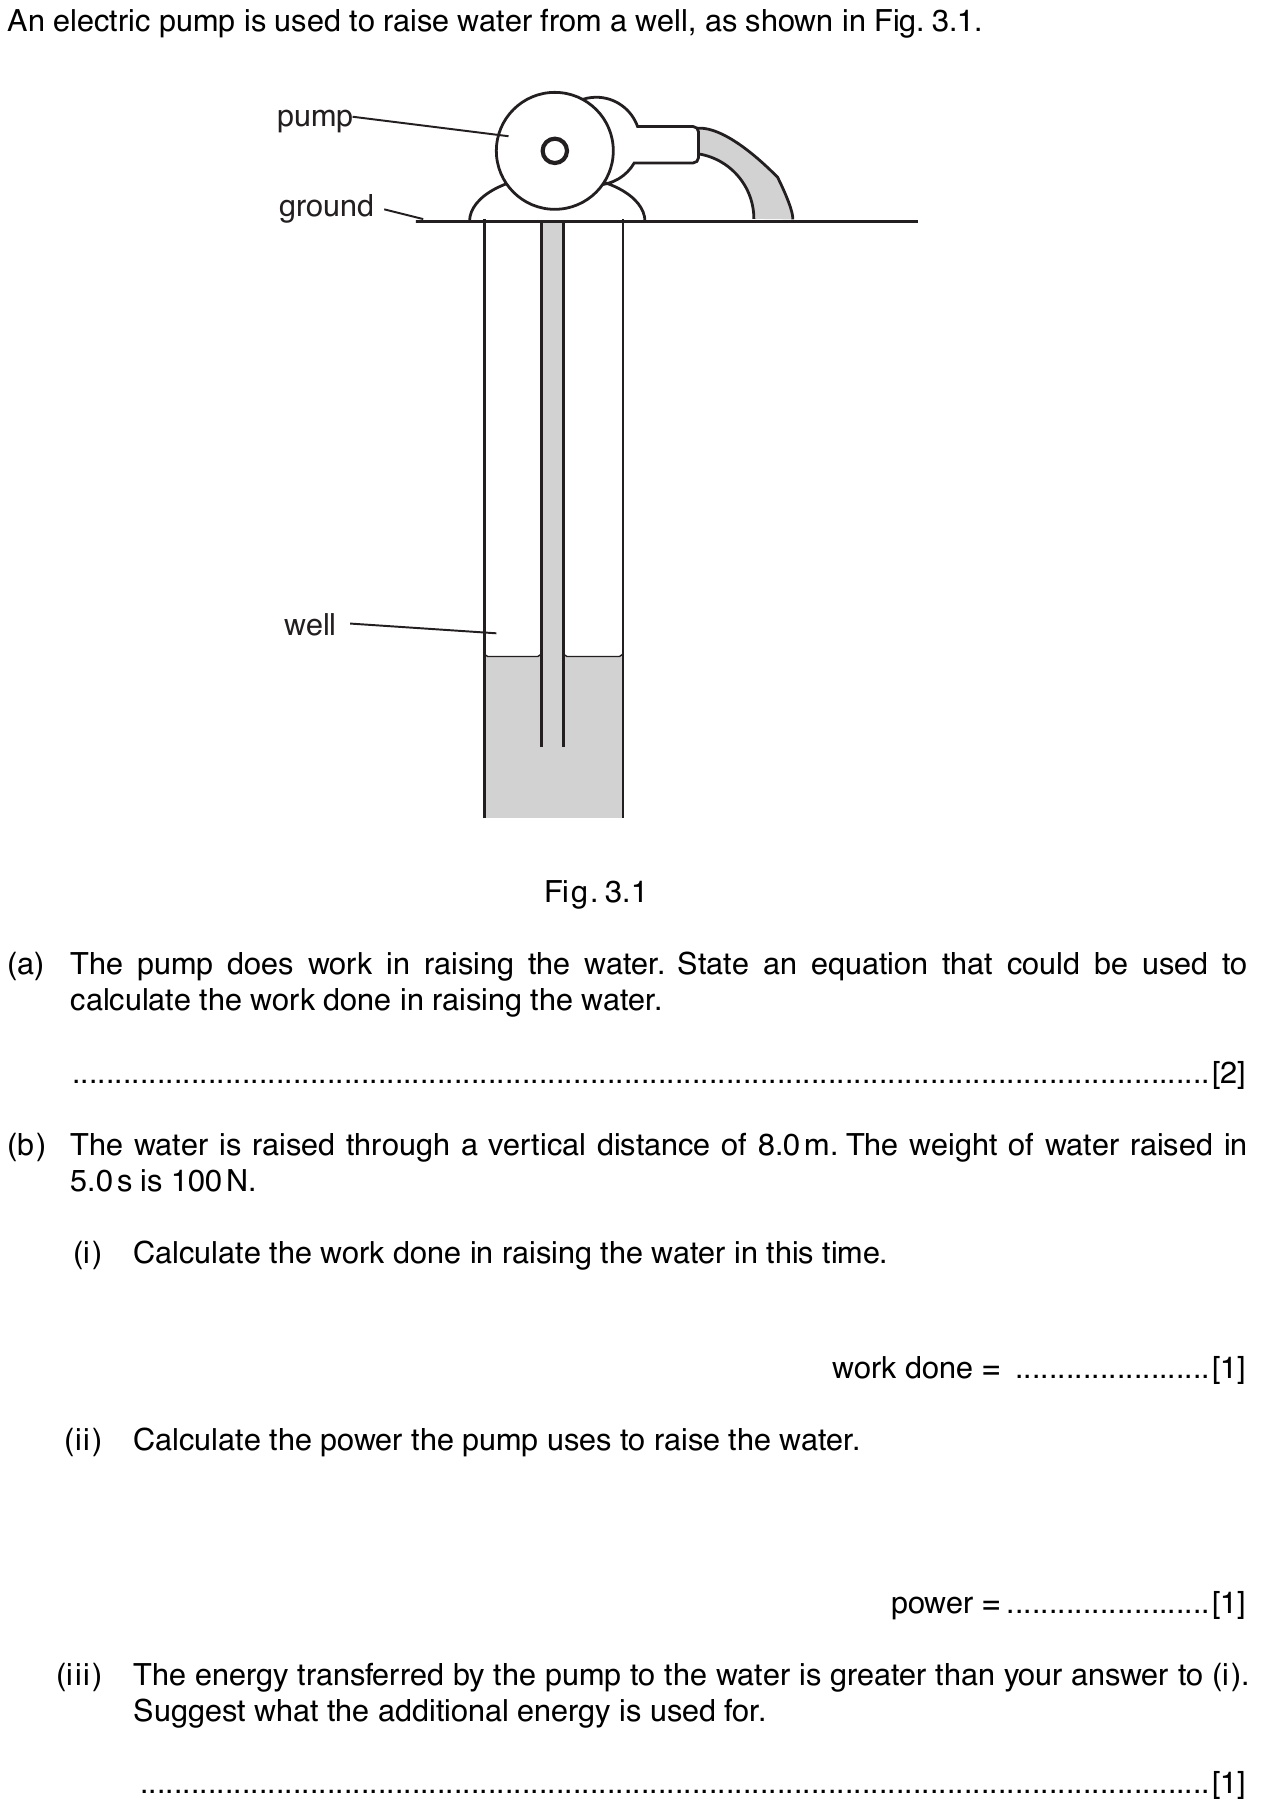 An electric pump is used to raise water from a well, as shown in Fig. 3.1.
pump
ground
well
Fig. 3.1
(a) The pump does work in raising the water. State an equation that could be used to
calculate the work done in raising the water.
..........................................................................................................................................[2]
(b) The water is raised through a vertical distance of 8.0 m. The weight of water raised in
5.0 s is 100 N.
(i) Calculate the work done in raising the water in this time.
work done = .......................[1]
(ii) Calculate the power the pump uses to raise the water.
power = ........................[1]
(iii) The energy transferred by the pump to the water is greater than your answer to (i).
Suggest what the additional energy is used for.
..................................................................................................................................[1]